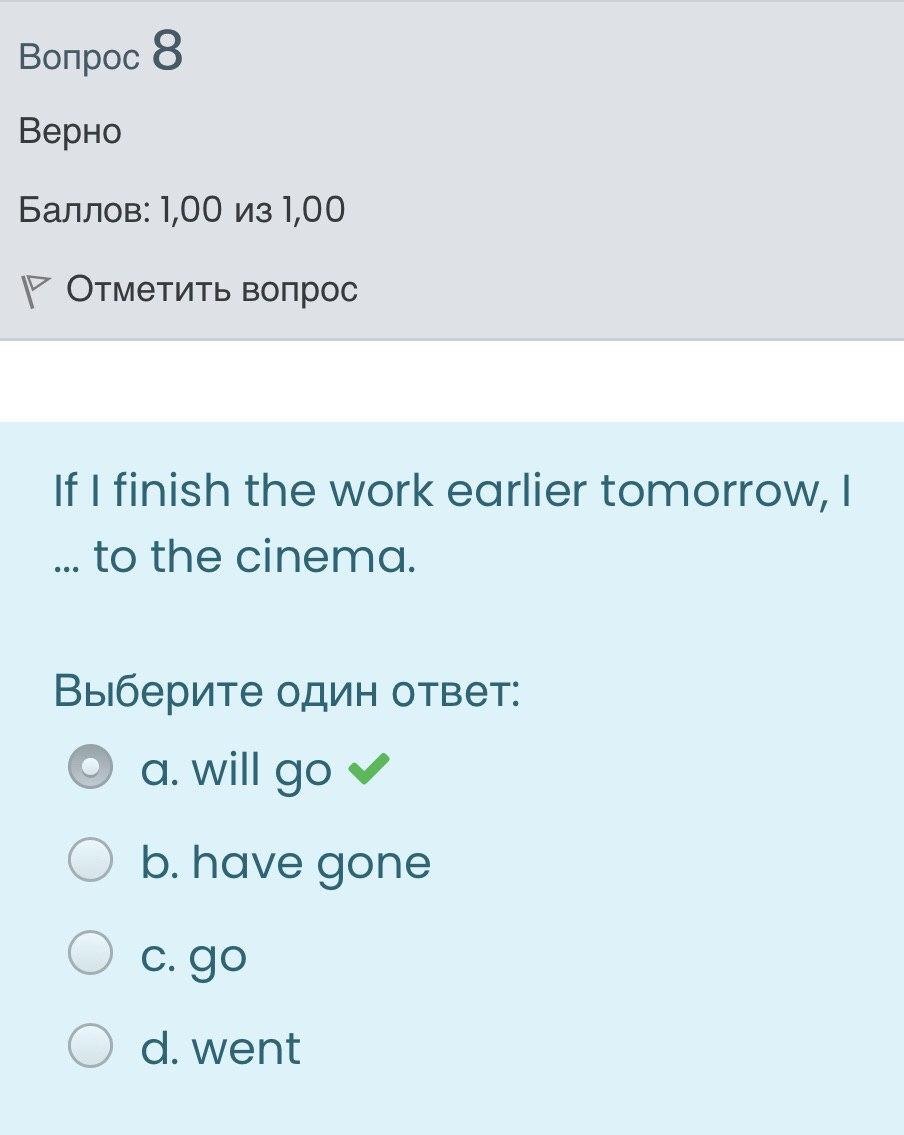 Вопрос 8
Верно
Баллов: 1,00 из 1,00
Отметить вопрос
If I finish the work earlier tomorrow, I
... to the cinema.
Выберите один ответ:
a. will go
b. have gone
c. go
d. went